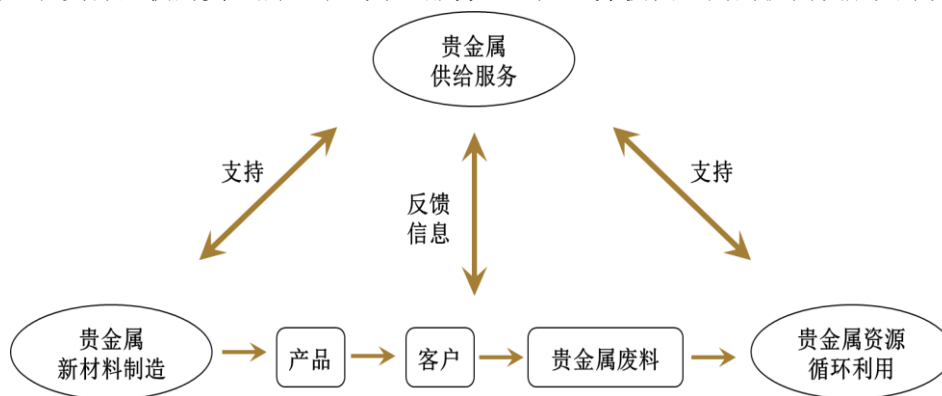 贵金属
供给服务
支持
支持
反馈
信息
贵金属
新材料制造
产品
客户
贵金属废料
贵金属资源
循环利用